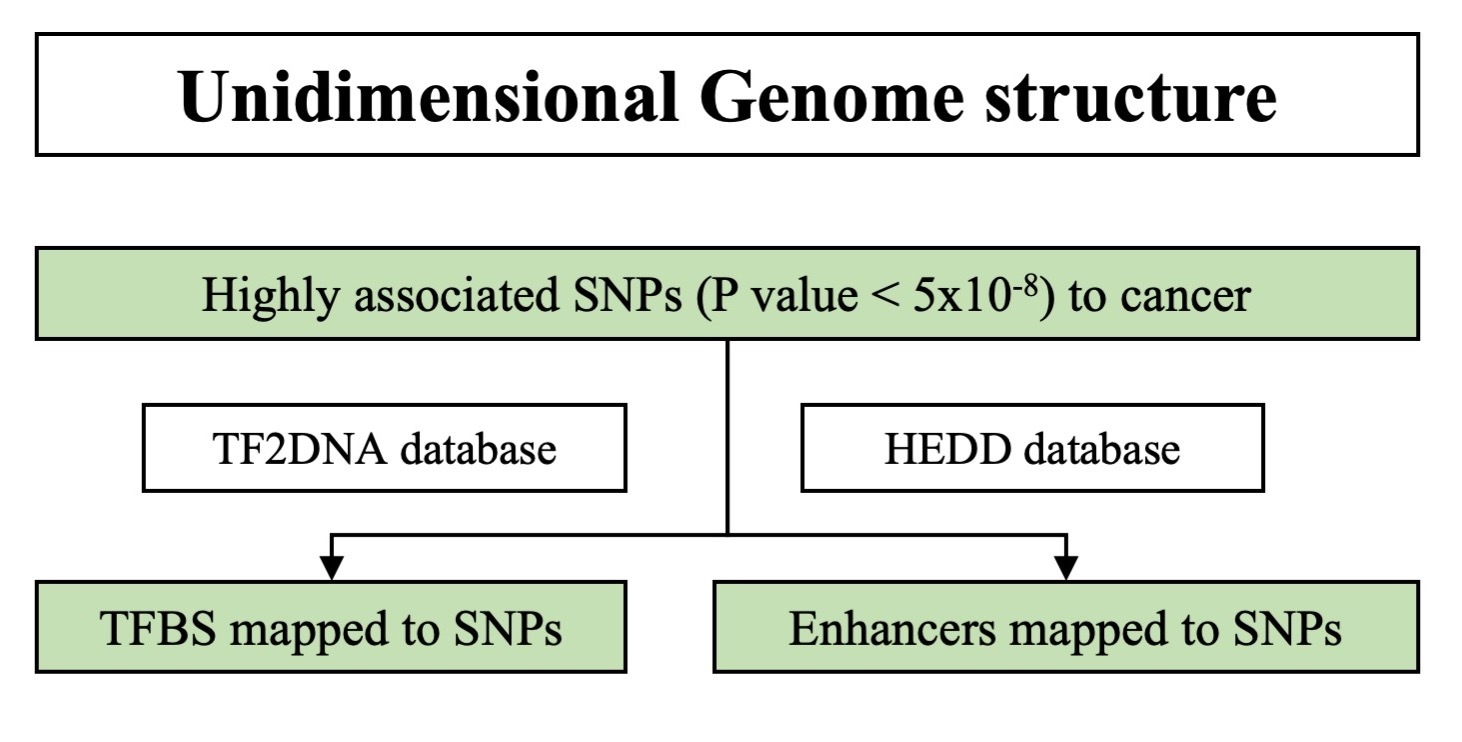 Unidimensional Genome structure
Highly associated SNPs (P value < 5x10⁻⁸) to cancer
TF2DNA database
HEDD database
TFBS mapped to SNPs
Enhancers mapped to SNPs